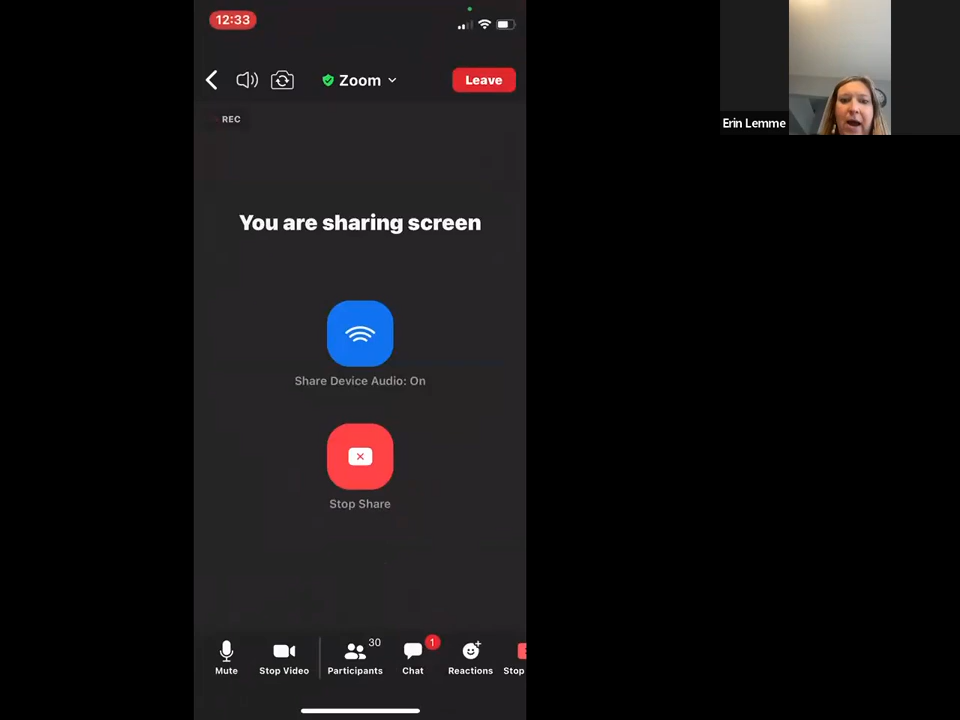 12:33
Zoom
Leave
REC
Erin Lemme
You are sharing screen
Share Device Audio: On
Stop Share
30
1
Mute
Stop Video
Participants
Chat
Reactions
Stop